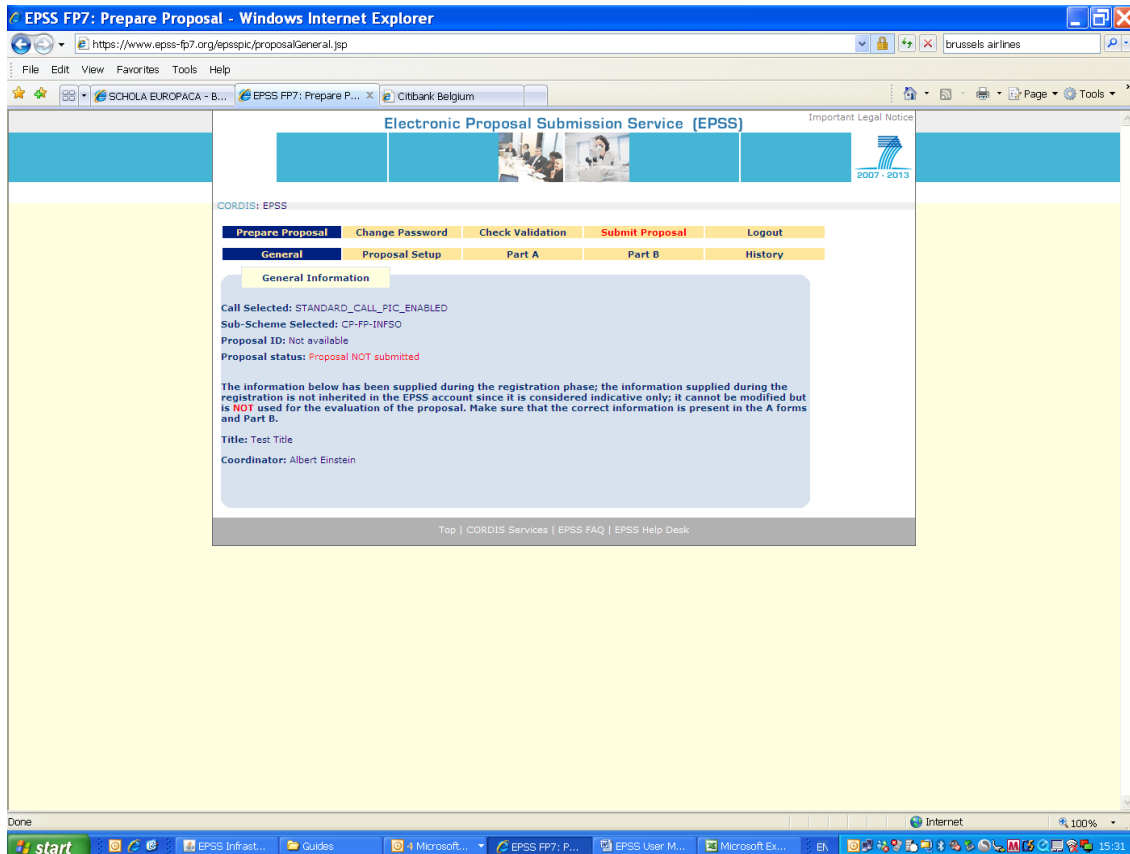 EPSS FP7: Prepare Proposal - Windows Internet Explorer
https://www.epss-fp7.org/epsspic/proposalGeneral.jsp
brussels airlines
File Edit View Favorites Tools Help
SCHOLA EUROPACA - B...
EPSS FP7: Prepare P...
Citibank Belgium
Page
Tools
Electronic Proposal Submission Service (EPSS)
Important Legal Notice
2007 - 2013
CORDIS: EPSS
Prepare Proposal Change Password Check Validation Submit Proposal Logout
General Proposal Setup Part A Part B History
General Information
Call Selected: STANDARD_CALL_PIC_ENABLED
Sub-Scheme Selected: CP-FP-INFSO
Proposal ID: Not available
Proposal status: Proposal NOT submitted
The information below has been supplied during the registration phase; the information supplied during the
registration is not inherited in the EPSS account since it is considered indicative only; it cannot be modified but
is NOT used for the evaluation of the proposal. Make sure that the correct information is present in the A forms
and Part B.
Title: Test Title
Coordinator: Albert Einstein
Top | CORDIS Services | EPSS FAQ | EPSS Help Desk
Done
Internet
100%
start
EPSS Infrast...
Guides
4 Microsoft...
EPSS FP7: P...
EPSS User M...
Microsoft Ex...
EN
15:31